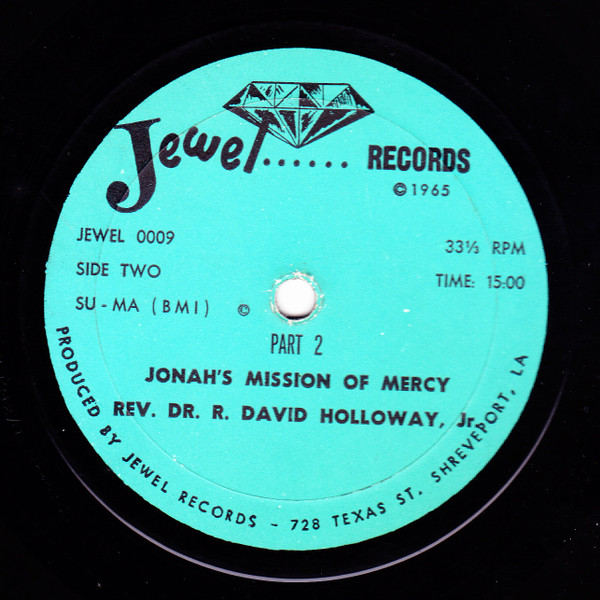 Jewel...... RECORDS
©1965
JEWEL 0009
SIDE TWO
SU-MA (BMI) ©
33⅓ RPM
TIME: 15:00
PART 2
JONAH'S MISSION OF MERCY
REV. DR. R. DAVID HOLLOWAY, Jr.
PRODUCED BY JEWEL RECORDS - 728 TEXAS ST. SHREVEPORT, LA